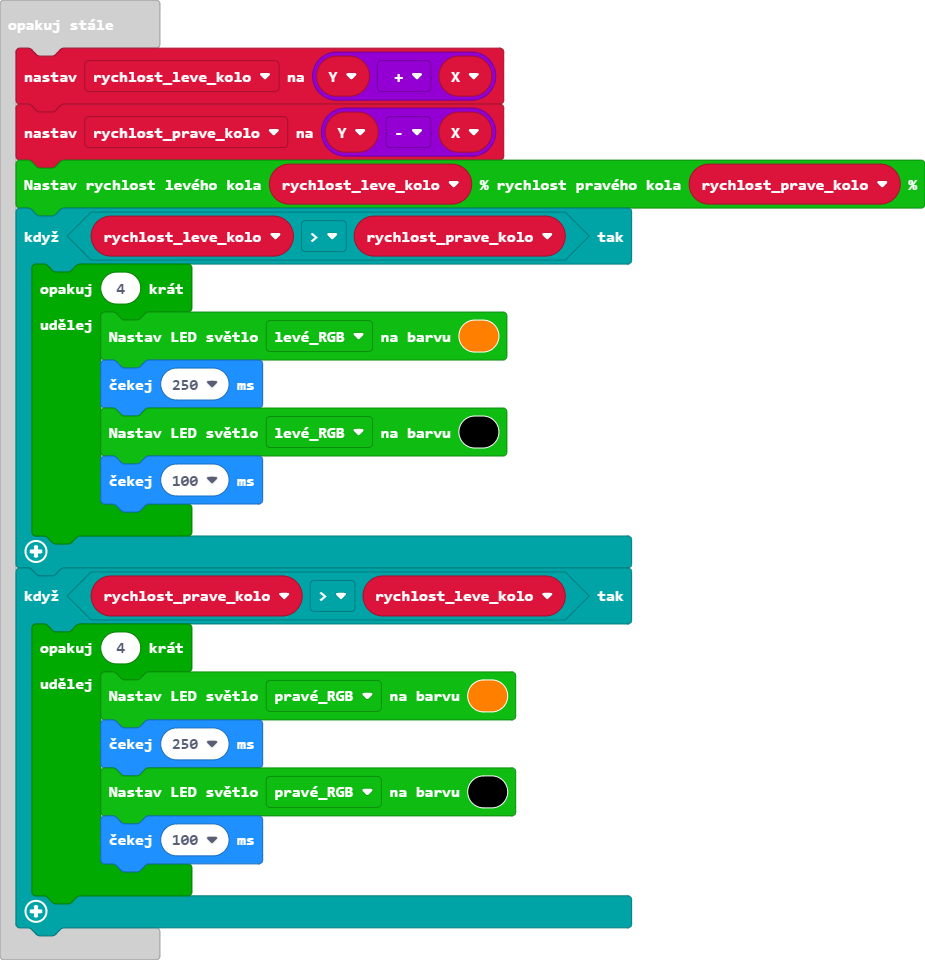 opakuj stále
nastav rychlost_leve_kolo na Y + X
nastav rychlost_prave_kolo na Y - X
Nastav rychlost levého kola rychlost_leve_kolo % rychlost pravého kola rychlost_prave_kolo %
když rychlost_leve_kolo > rychlost_prave_kolo tak
opakuj 4 krát
udělej
Nastav LED světlo levé_RGB na barvu
čekej 250 ms
Nastav LED světlo levé_RGB na barvu
čekej 100 ms
když rychlost_prave_kolo > rychlost_leve_kolo tak
opakuj 4 krát
udělej
Nastav LED světlo pravé_RGB na barvu
čekej 250 ms
Nastav LED světlo pravé_RGB na barvu
čekej 100 ms